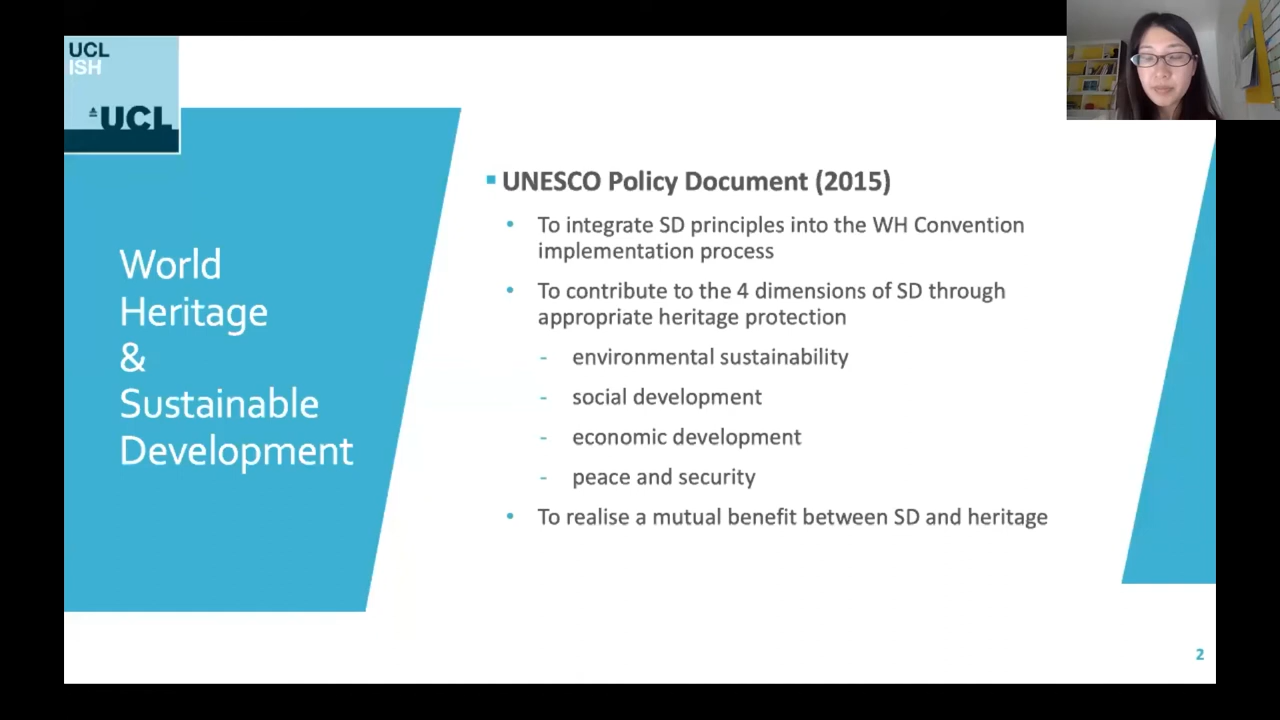 UCL
ISH
UCL
World
Heritage
&
Sustainable
Development
▪ UNESCO Policy Document (2015)
• To integrate SD principles into the WH Convention
implementation process
• To contribute to the 4 dimensions of SD through
appropriate heritage protection
- environmental sustainability
- social development
- economic development
- peace and security
• To realise a mutual benefit between SD and heritage
2